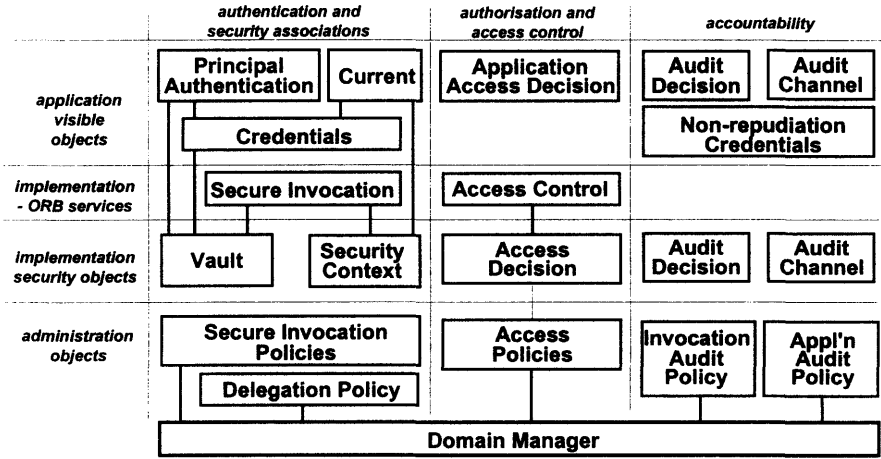 authentication and
security associations
authorisation and
access control
accountability
application
visible
objects
Principal
Authentication
Current
Credentials
Application
Access Decision
Audit
Decision
Audit
Channel
Non-repudiation
Credentials
implementation
- ORB services
Secure Invocation
Access Control
implementation
security objects
Vault
Security
Context
Access
Decision
Audit
Decision
Audit
Channel
administration
objects
Secure Invocation
Policies
Delegation Policy
Access
Policies
Invocation
Audit
Policy
Appl'n
Audit
Policy
Domain Manager